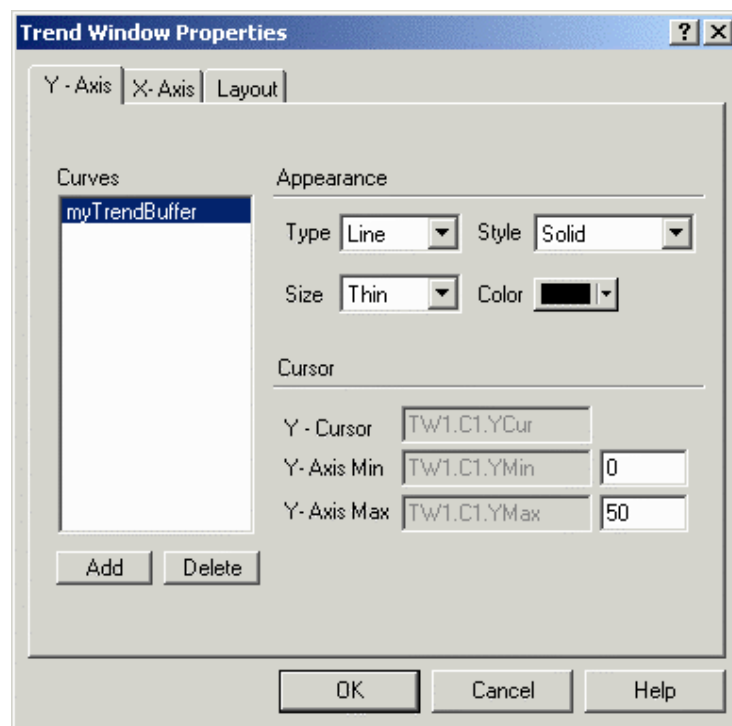 Trend Window Properties
? X
Y - Axis X- Axis Layout
Curves
myTrendBuffer
Add Delete
Appearance
Type Line Style Solid
Size Thin Color
Cursor
Y - Cursor TW1.C1.YCur
Y- Axis Min TW1.C1.YMin 0
Y- Axis Max TW1.C1.YMax 50
OK Cancel Help